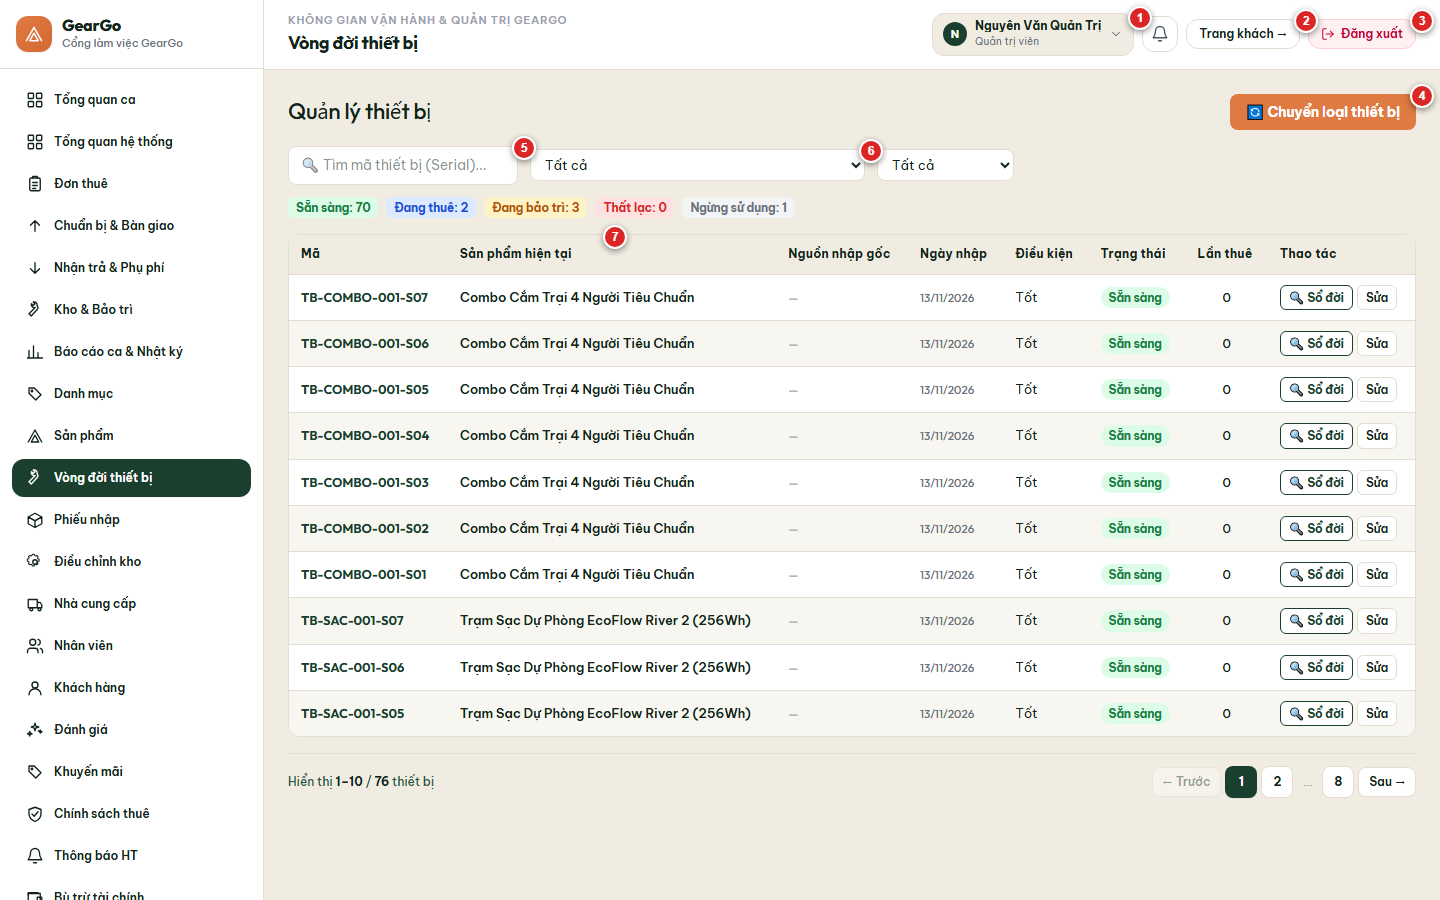 GearGo
Cổng làm việc GearGo
KHÔNG GIAN VẬN HÀNH & QUẢN TRỊ GEARGO
Vòng đời thiết bị
N
Nguyễn Văn Quản Trị
Quản trị viên
1
Trang khách →
2
Đăng xuất
3
Tổng quan ca
Tổng quan hệ thống
Đơn thuê
Chuẩn bị & Bàn giao
Nhận trả & Phụ phí
Kho & Bảo trì
Báo cáo ca & Nhật ký
Danh mục
Sản phẩm
Vòng đời thiết bị
Phiếu nhập
Điều chỉnh kho
Nhà cung cấp
Nhân viên
Khách hàng
Đánh giá
Khuyến mãi
Chính sách thuê
Thông báo HT
Bù trừ tài chính
Quản lý thiết bị
Chuyển loại thiết bị
4
Tìm mã thiết bị (Serial)...
5
Tất cả
6
Tất cả
Sẵn sàng: 70 Đang thuê: 2 Đang bảo trì: 3 Thất lạc: 0 Ngừng sử dụng: 1
7
Mã Sản phẩm hiện tại Nguồn nhập gốc Ngày nhập Điều kiện Trạng thái Lần thuê Thao tác
TB-COMBO-001-S07 Combo Cắm Trại 4 Người Tiêu Chuẩn — 13/11/2026 Tốt Sẵn sàng 0 Sổ đời Sửa
TB-COMBO-001-S06 Combo Cắm Trại 4 Người Tiêu Chuẩn — 13/11/2026 Tốt Sẵn sàng 0 Sổ đời Sửa
TB-COMBO-001-S05 Combo Cắm Trại 4 Người Tiêu Chuẩn — 13/11/2026 Tốt Sẵn sàng 0 Sổ đời Sửa
TB-COMBO-001-S04 Combo Cắm Trại 4 Người Tiêu Chuẩn — 13/11/2026 Tốt Sẵn sàng 0 Sổ đời Sửa
TB-COMBO-001-S03 Combo Cắm Trại 4 Người Tiêu Chuẩn — 13/11/2026 Tốt Sẵn sàng 0 Sổ đời Sửa
TB-COMBO-001-S02 Combo Cắm Trại 4 Người Tiêu Chuẩn — 13/11/2026 Tốt Sẵn sàng 0 Sổ đời Sửa
TB-COMBO-001-S01 Combo Cắm Trại 4 Người Tiêu Chuẩn — 13/11/2026 Tốt Sẵn sàng 0 Sổ đời Sửa
TB-SAC-001-S07 Trạm Sạc Dự Phòng EcoFlow River 2 (256Wh) — 13/11/2026 Tốt Sẵn sàng 0 Sổ đời Sửa
TB-SAC-001-S06 Trạm Sạc Dự Phòng EcoFlow River 2 (256Wh) — 13/11/2026 Tốt Sẵn sàng 0 Sổ đời Sửa
TB-SAC-001-S05 Trạm Sạc Dự Phòng EcoFlow River 2 (256Wh) — 13/11/2026 Tốt Sẵn sàng 0 Sổ đời Sửa
Hiển thị 1–10 / 76 thiết bị
← Trước 1 2 ... 8 Sau →